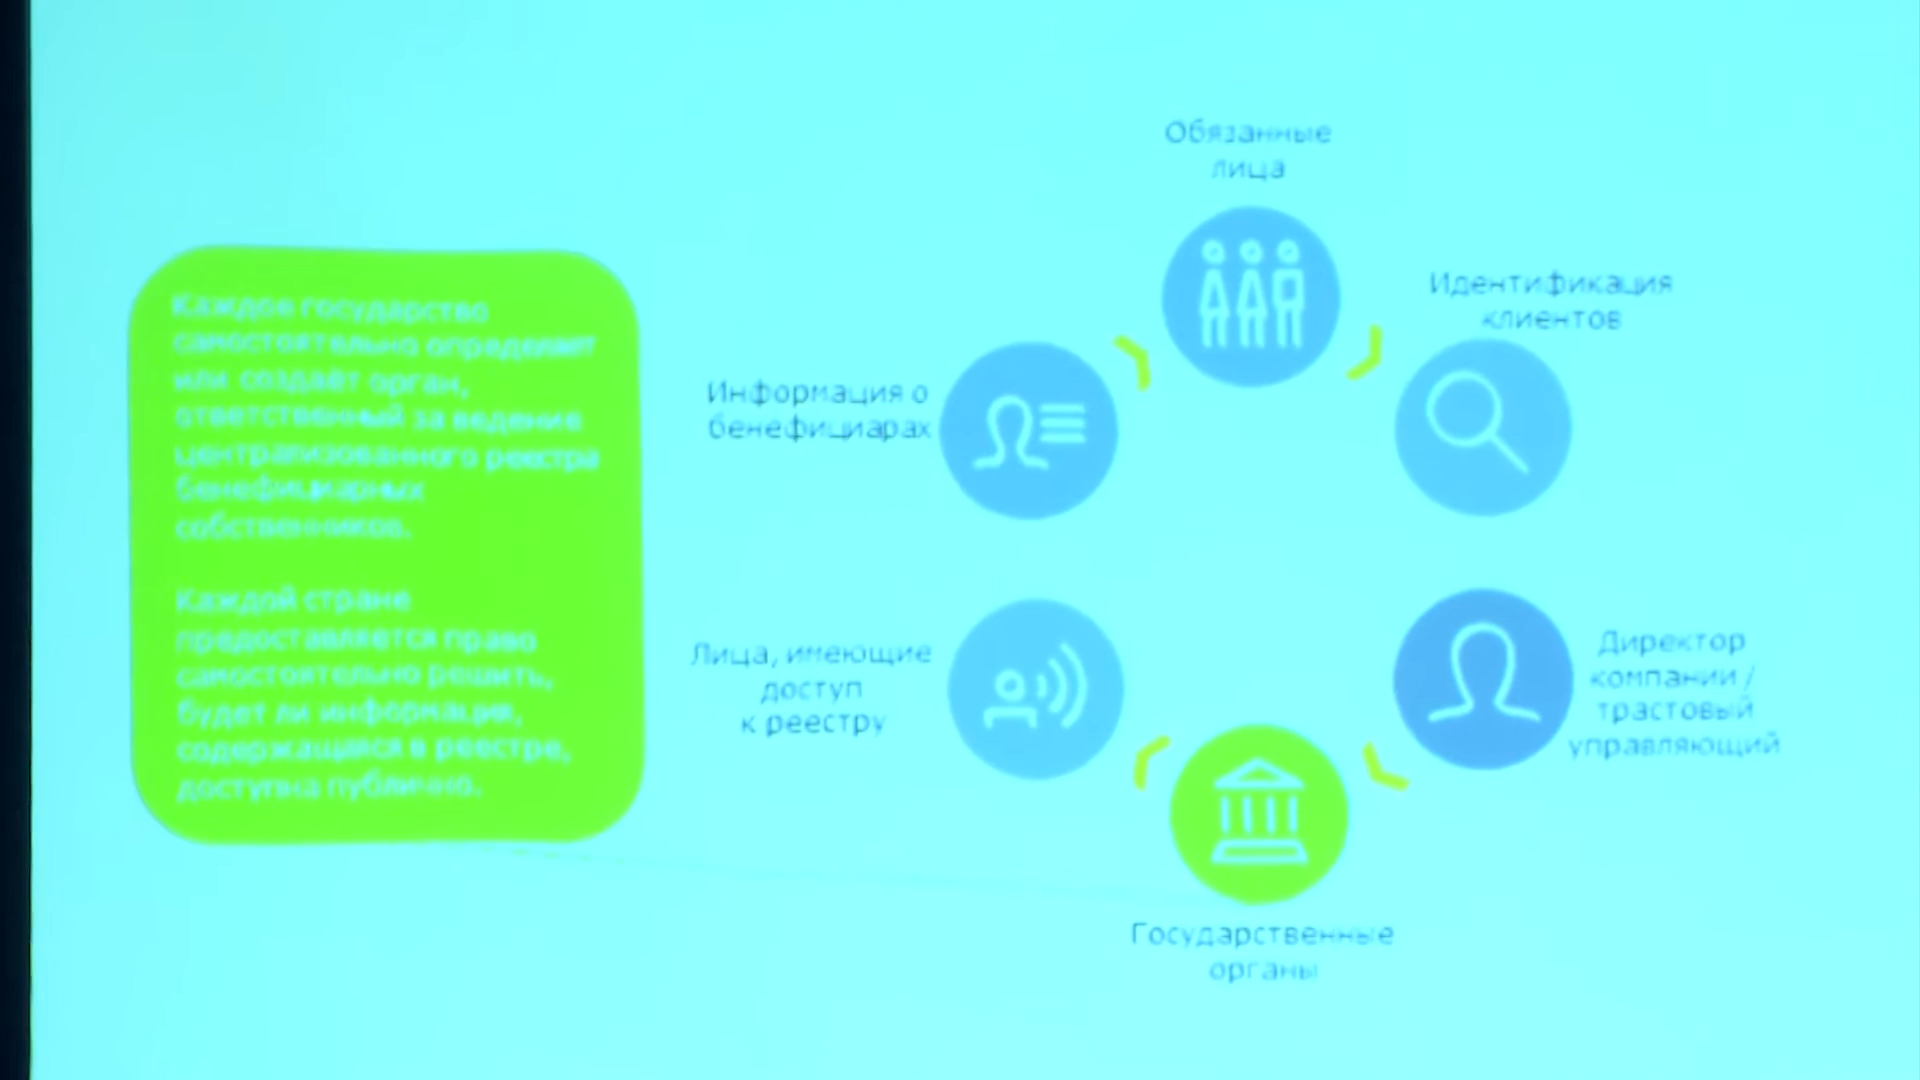 Каждое государство
самостоятельно определяет
или создаёт орган,
ответственный за ведение
централизованного реестра
бенефициарных
собственников.
Каждой стране
предоставляется право
самостоятельно решить,
будет ли информация,
содержащаяся в реестре,
доступна публично.
Обязанные
лица
Идентификация
клиентов
Информация о
бенефициарах
Лица, имеющие
доступ
к реестру
Директор
компании /
трастовый
управляющий
Государственные
органы